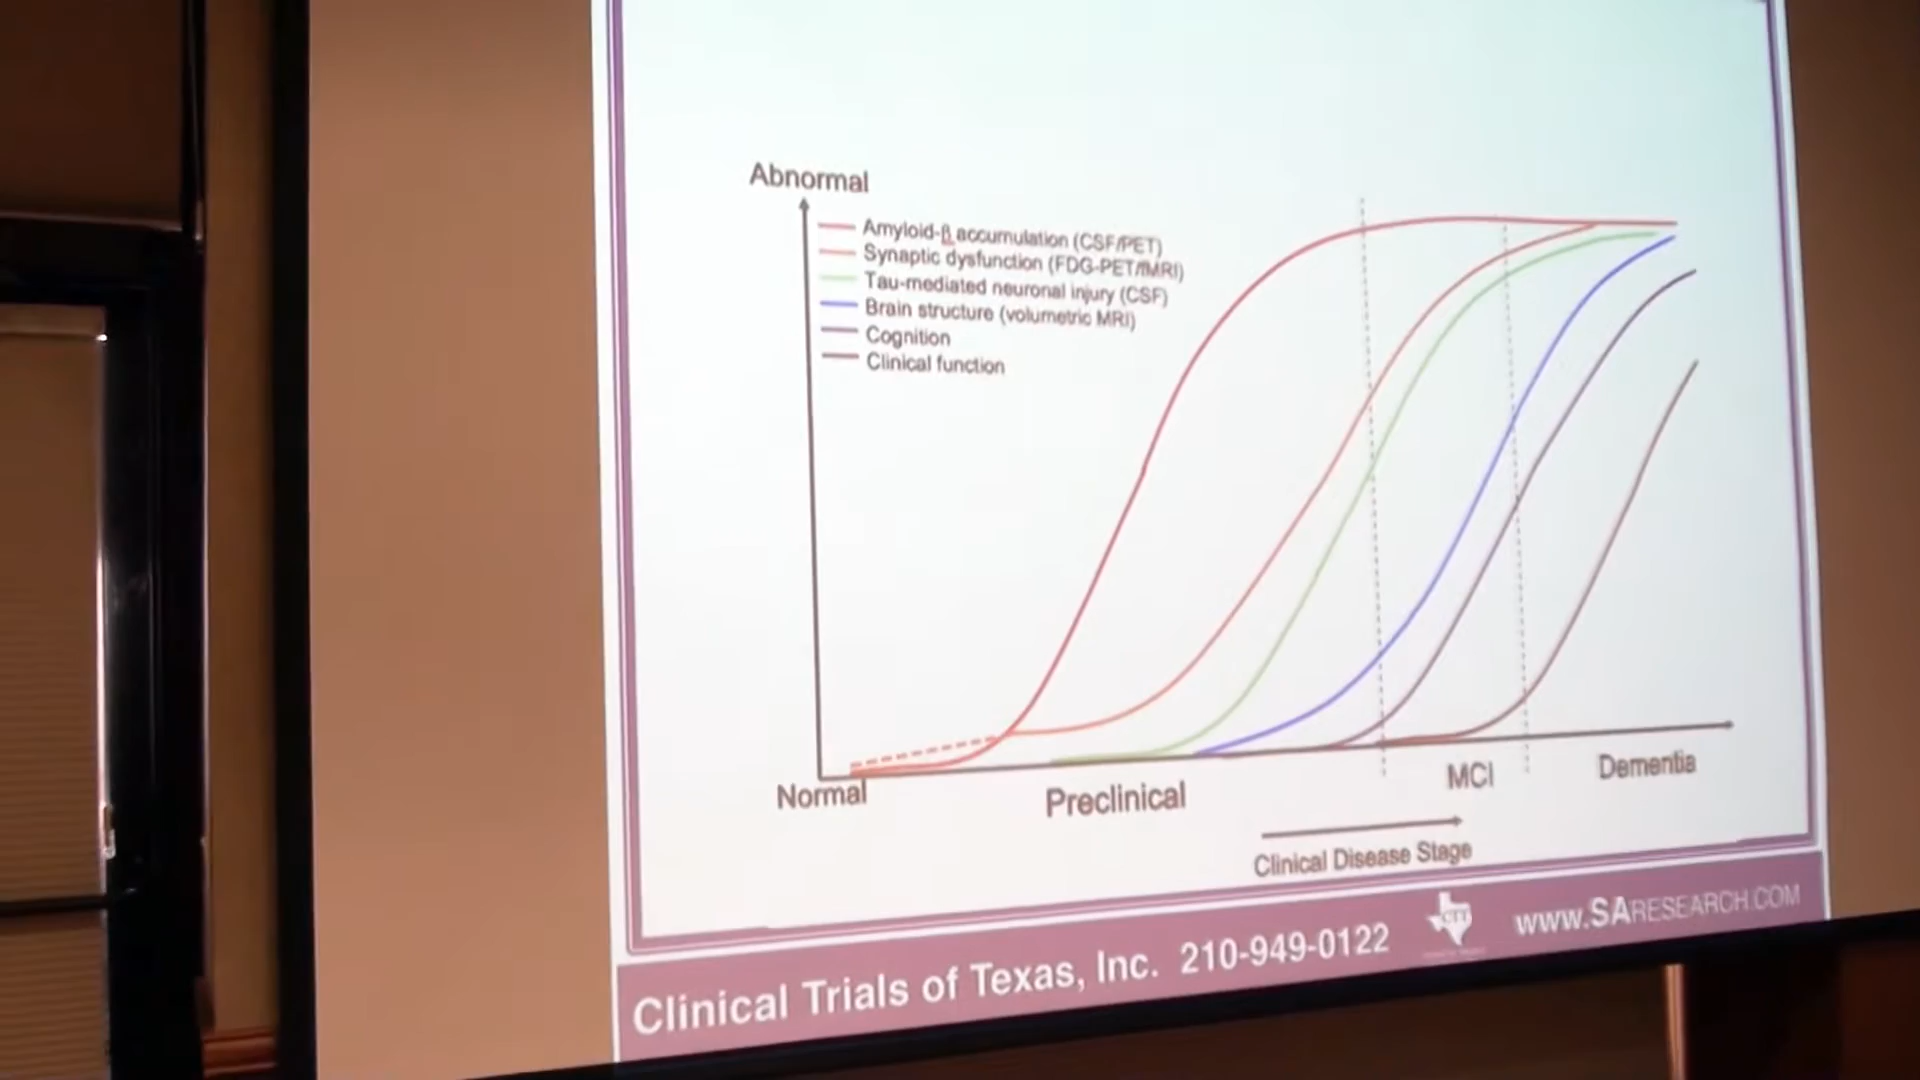 Abnormal
Amyloid-β accumulation (CSF/PET)
Synaptic dysfunction (FDG-PET/fMRI)
Tau-mediated neuronal injury (CSF)
Brain structure (volumetric MRI)
Cognition
Clinical function
Normal
Preclinical
MCI
Dementia
Clinical Disease Stage
Clinical Trials of Texas, Inc. 210-949-0122
CTT
www.SARESEARCH.COM